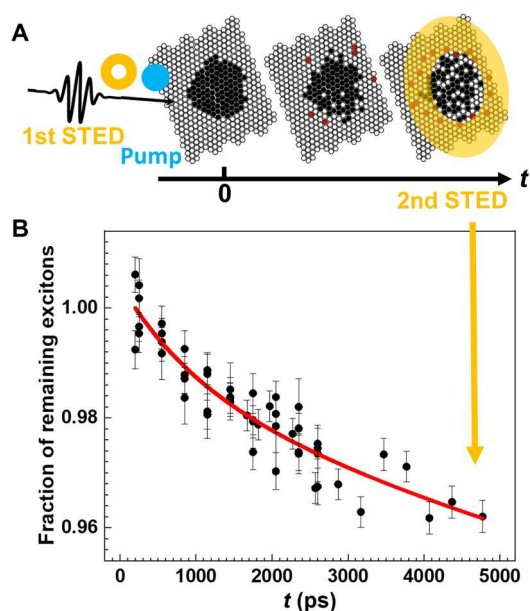 A
1st STED
Pump
0
t
2nd STED
B
Fraction of remaining excitons
1.00
0.98
0.96
0 1000 2000 3000 4000 5000
t (ps)